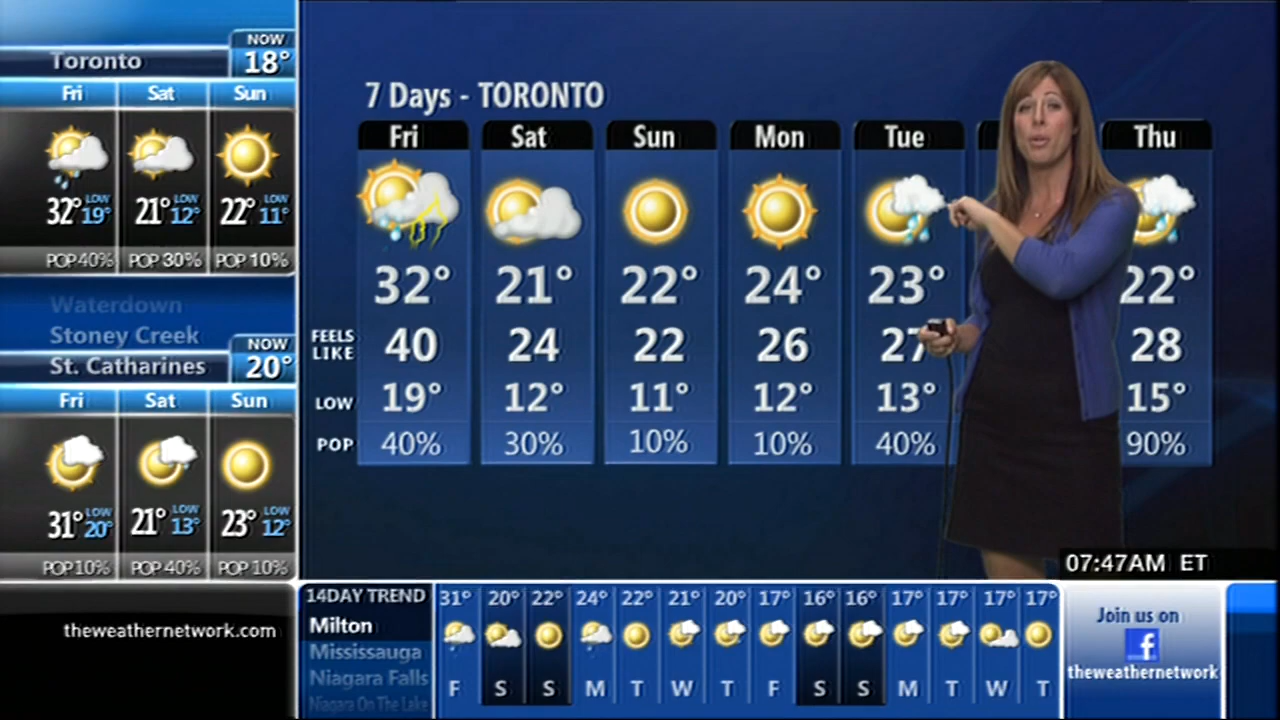 Toronto
NOW
18°
Fri Sat Sun
32° LOW 19° 21° LOW 12° 22° LOW 11°
POP 40% POP 30% POP 10%
Waterdown
Stoney Creek
St. Catharines
NOW
20°
Fri Sat Sun
31° LOW 20° 21° LOW 13° 23° LOW 12°
POP 10% POP 40% POP 10%
theweathernetwork.com
7 Days - TORONTO
Fri Sat Sun Mon Tue Thu
32° 21° 22° 24° 23° 22°
FEELS LIKE 40 24 22 26 27 28
LOW 19° 12° 11° 12° 13° 15°
POP 40% 30% 10% 10% 40% 90%
07:47AM ET
14DAY TREND
Milton
Mississauga
Niagara Falls
Niagara On The Lake
31° 20° 22° 24° 22° 21° 20° 17° 16° 16° 17° 17° 17° 17°
F S S M T W T F S S M T W T
Join us on
f
theweathernetwork